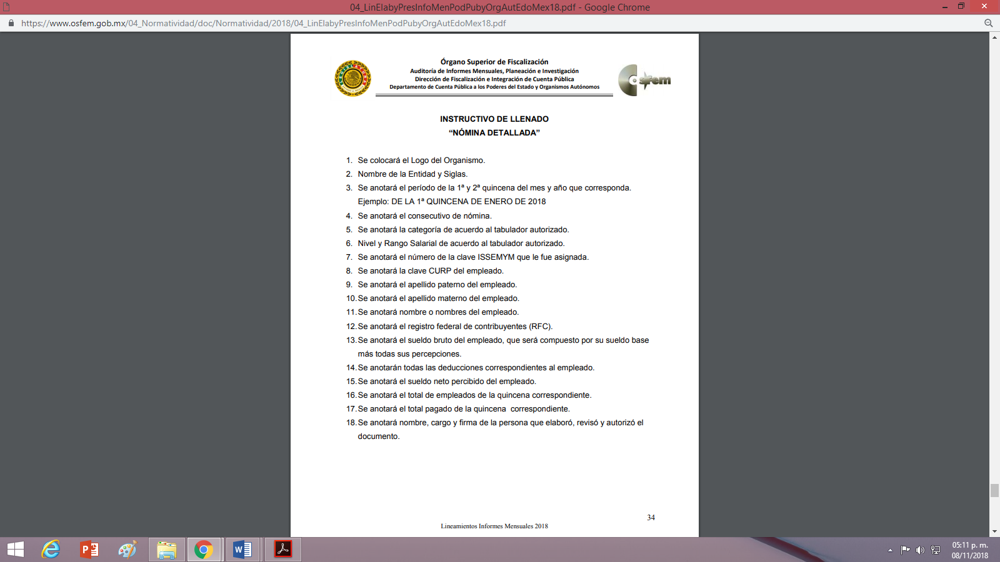 04_LinElabyPresInfoMenPodPubyOrgAutEdoMex18.pdf - Google Chrome
https://www.osfem.gob.mx/04_Normatividad/doc/Normatividad/2018/04_LinElabyPresInfoMenPodPubyOrgAutEdoMex18.pdf
Órgano Superior de Fiscalización
Auditoría de Informes Mensuales, Planeación e Investigación
Dirección de Fiscalización e Integración de Cuenta Pública
Departamento de Cuenta Pública a los Poderes del Estado y Organismos Autónomos
osfem
INSTRUCTIVO DE LLENADO
“NÓMINA DETALLADA”
1. Se colocará el Logo del Organismo.
2. Nombre de la Entidad y Siglas.
3. Se anotará el período de la 1ª y 2ª quincena del mes y año que corresponda.
Ejemplo: DE LA 1ª QUINCENA DE ENERO DE 2018
4. Se anotará el consecutivo de nómina.
5. Se anotará la categoría de acuerdo al tabulador autorizado.
6. Nivel y Rango Salarial de acuerdo al tabulador autorizado.
7. Se anotará el número de la clave ISSEMYM que le fue asignada.
8. Se anotará la clave CURP del empleado.
9. Se anotará el apellido paterno del empleado.
10. Se anotará el apellido materno del empleado.
11. Se anotará nombre o nombres del empleado.
12. Se anotará el registro federal de contribuyentes (RFC).
13. Se anotará el sueldo bruto del empleado, que será compuesto por su sueldo base
más todas sus percepciones.
14. Se anotarán todas las deducciones correspondientes al empleado.
15. Se anotará el sueldo neto percibido del empleado.
16. Se anotará el total de empleados de la quincena correspondiente.
17. Se anotará el total pagado de la quincena correspondiente.
18. Se anotará nombre, cargo y firma de la persona que elaboró, revisó y autorizó el
documento.
34
Lineamientos Informes Mensuales 2018
05:11 p. m.
08/11/2018